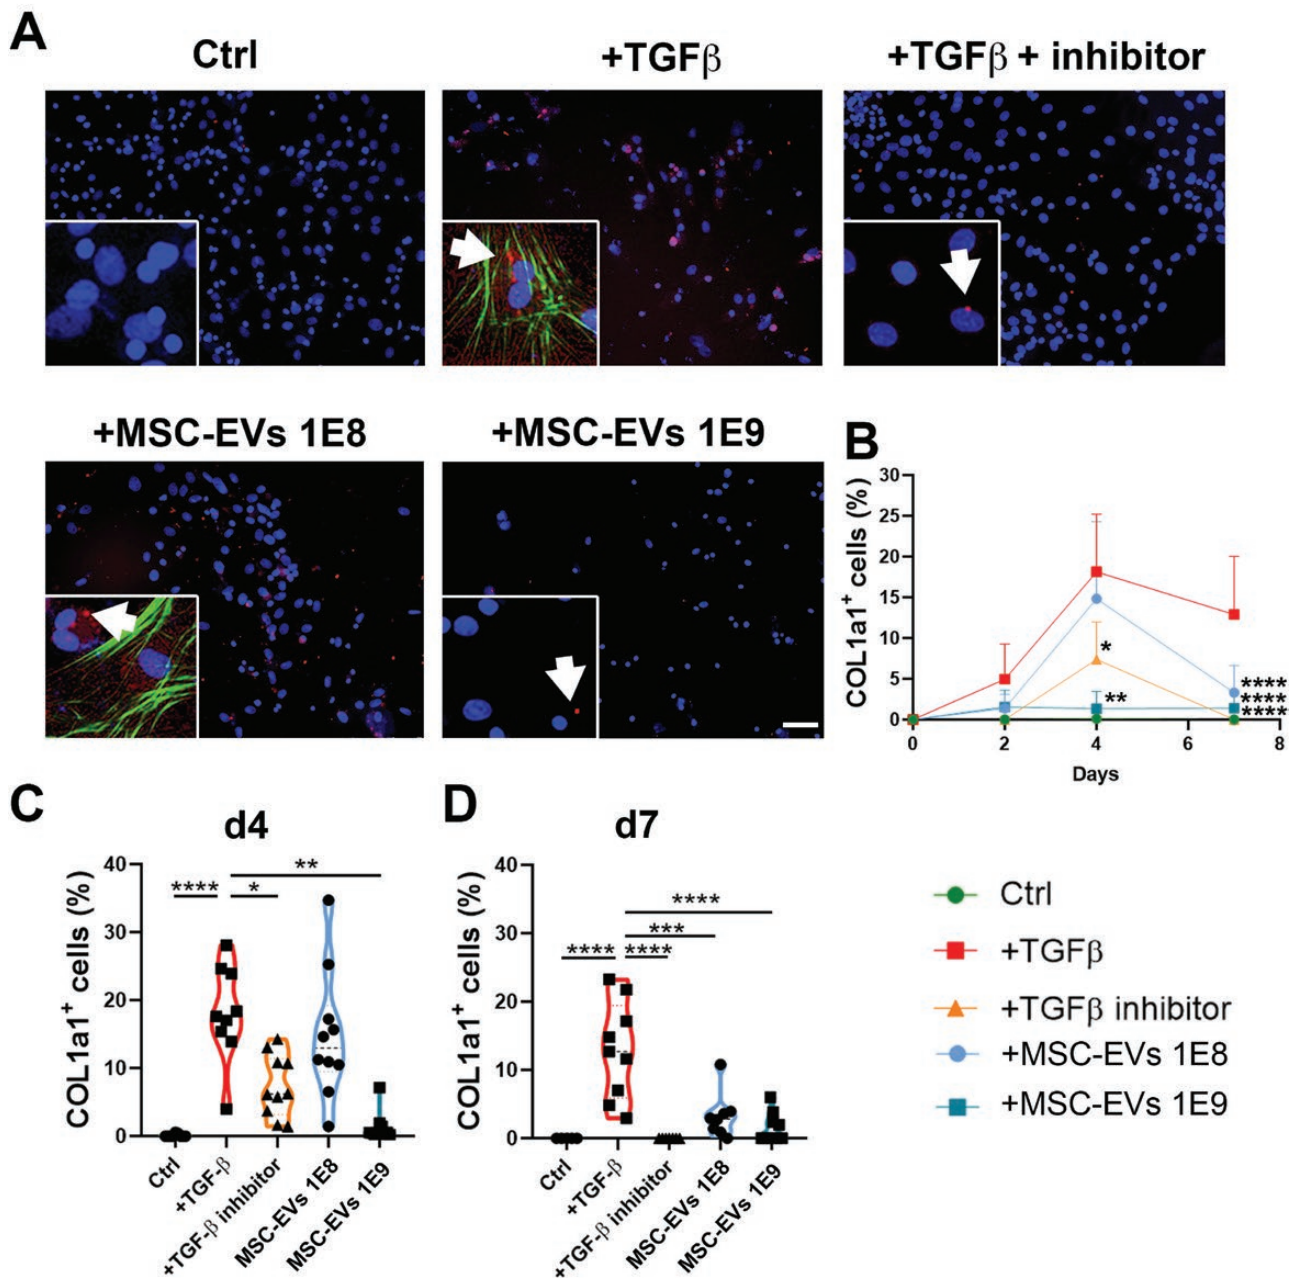 A
Ctrl
+TGFβ
+TGFβ + inhibitor
+MSC-EVs 1E8
+MSC-EVs 1E9
B
COL1a1+ cells (%)
30
25
20
15
10
5
0
*
**
****
****
****
0 2 4 6 8
Days
C
d4
COL1a1+ cells (%)
40
30
20
10
0
**
**** *
Ctrl
+TGF-β
+TGF-β inhibitor
MSC-EVs 1E8
MSC-EVs 1E9
D
d7
COL1a1+ cells (%)
40
30
20
10
0
****
***
**** ****
Ctrl
+TGF-β
+TGF-β inhibitor
MSC-EVs 1E8
MSC-EVs 1E9
Ctrl
+TGFβ
+TGFβ inhibitor
+MSC-EVs 1E8
+MSC-EVs 1E9